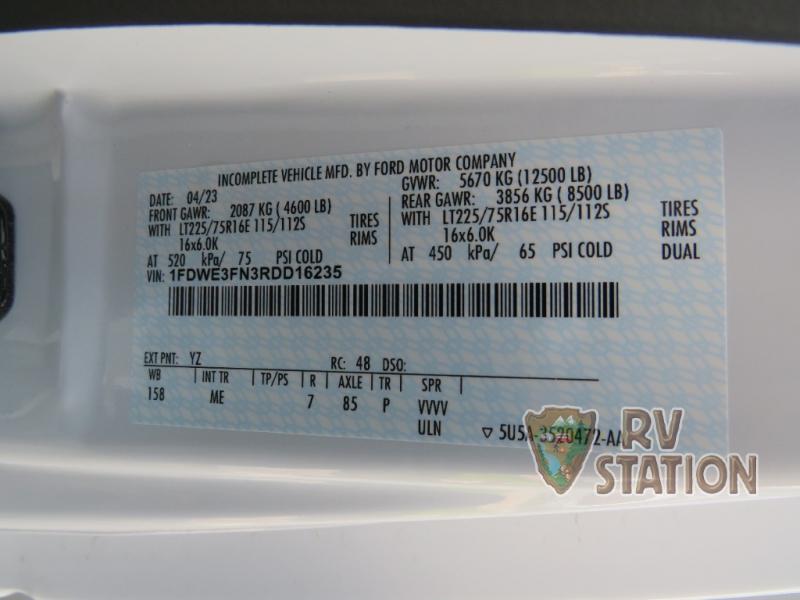 INCOMPLETE VEHICLE MFD. BY FORD MOTOR COMPANY
DATE: 04/23 GVWR: 5670 KG (12500 LB)
FRONT GAWR: 2087 KG (4600 LB) REAR GAWR: 3856 KG (8500 LB)
WITH LT225/75R16E 115/112S TIRES WITH LT225/75R16E 115/112S TIRES
16x6.0K RIMS 16x6.0K RIMS
AT 520 kPa/ 75 PSI COLD AT 450 kPa/ 65 PSI COLD DUAL
VIN: 1FDWE3FN3RDD16235
EXT PNT: YZ RC: 48 DSO:
WB INT TR TP/PS R AXLE TR SPR
158 ME 7 85 P VVVV
ULN 5U5A-3520472-AA
RV
STATION